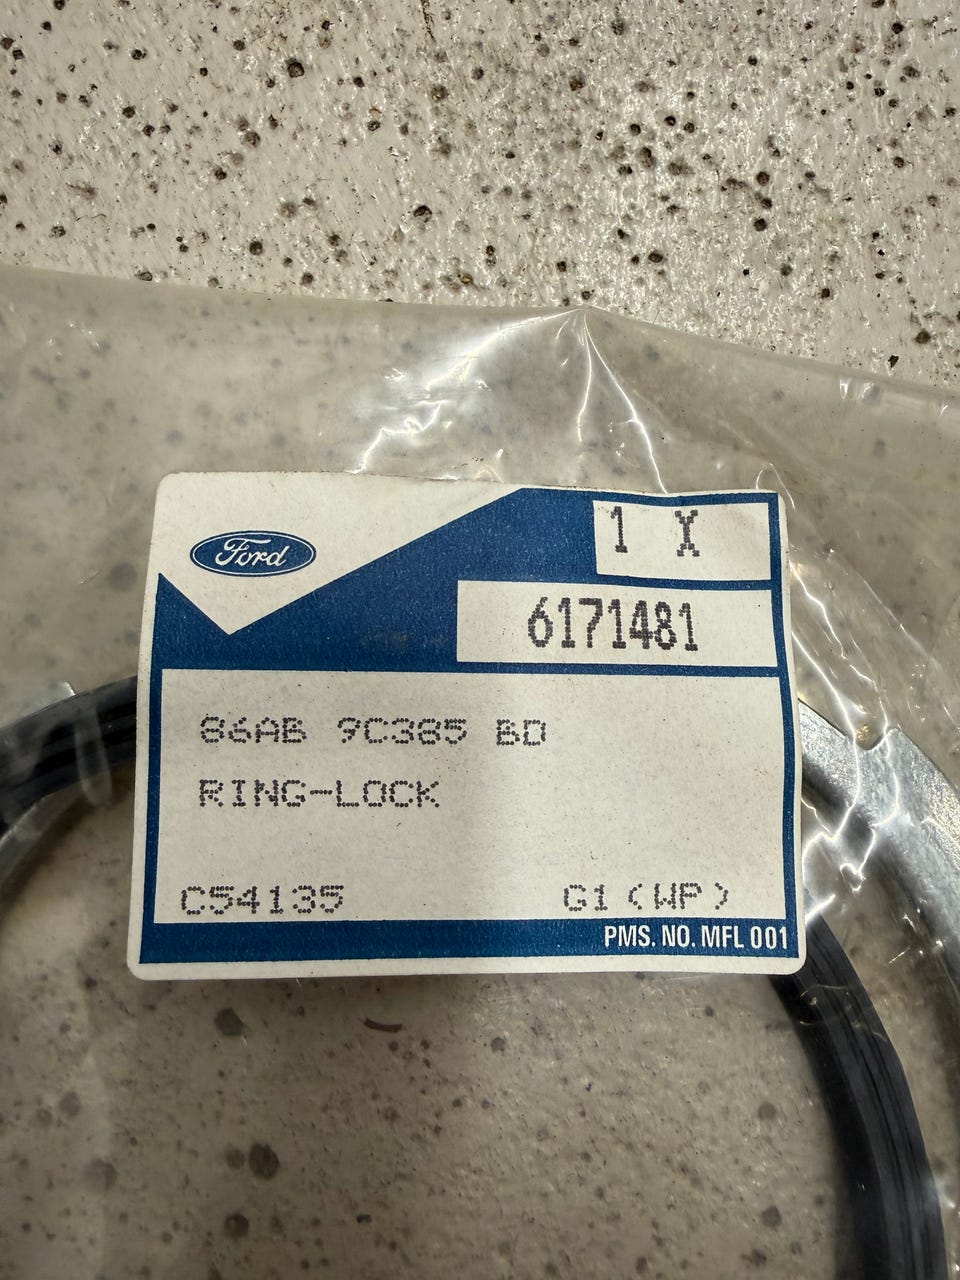 Ford
1 X
6171481
86AB 9C385 BD
RING-LOCK
C54135 G1(WP)
PMS. NO. MFL 001